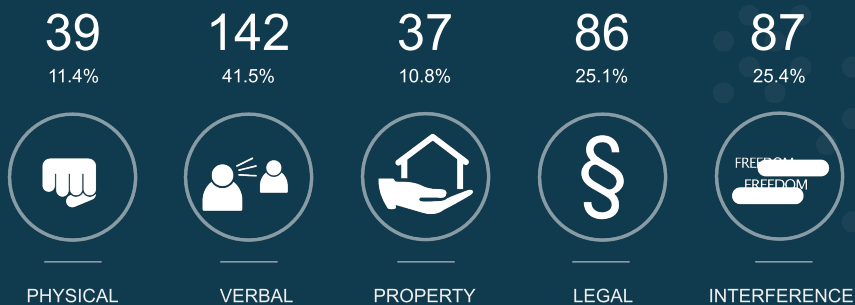 39 142 37 86 87
11.4% 41.5% 10.8% 25.1% 25.4%
§
FREEDOM
FREEDOM
PHYSICAL VERBAL PROPERTY LEGAL INTERFERENCE